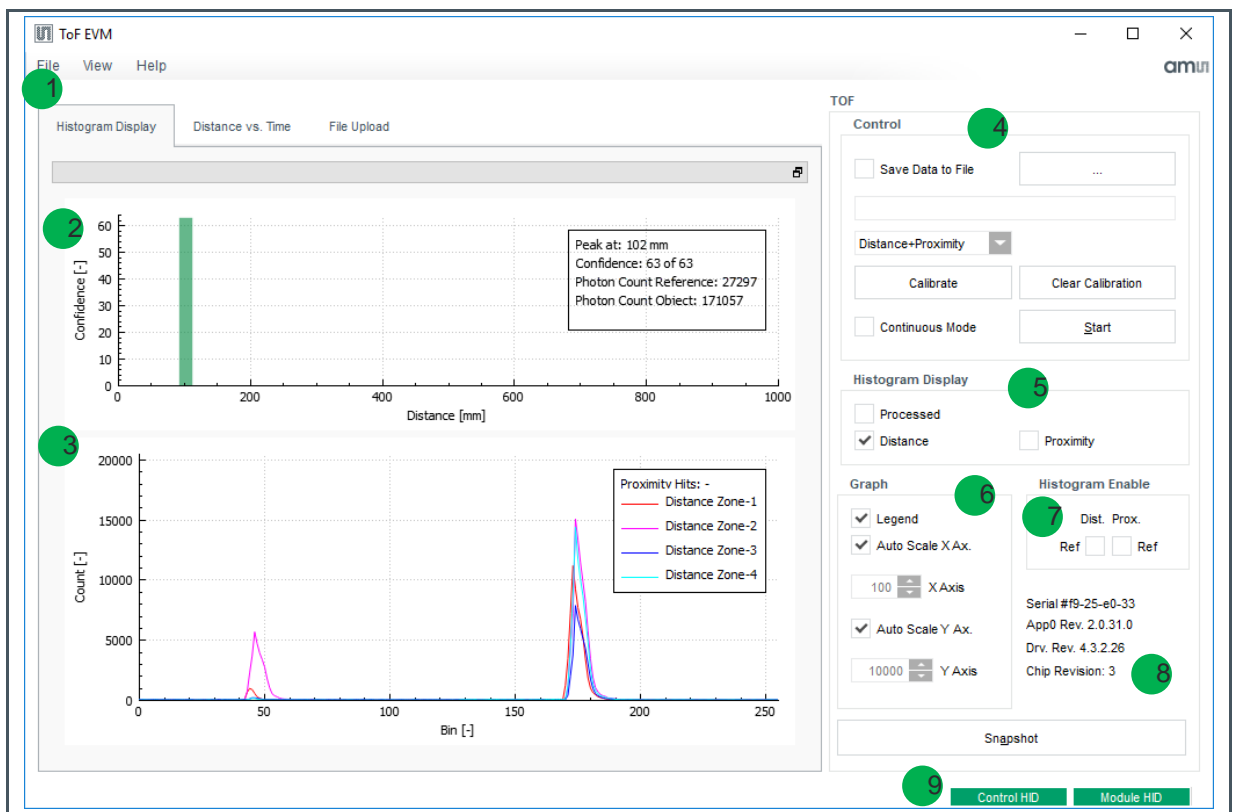 ToF EVM
File View Help
amu
1
Histogram Display Distance vs. Time File Upload
2
60
50
40
30
20
10
0
Confidence [-]
Peak at: 102 mm
Confidence: 63 of 63
Photon Count Reference: 27297
Photon Count Object: 171057
0 200 400 600 800 1000
Distance [mm]
3
20000
15000
10000
5000
0
Count [-]
Proximity Hits: -
Distance Zone-1
Distance Zone-2
Distance Zone-3
Distance Zone-4
0 50 100 150 200 250
Bin [-]
TOF
Control
4
Save Data to File ...
Distance+Proximity
Calibrate Clear Calibration
Continuous Mode Start
Histogram Display
5
Processed
Distance Proximity
Graph
6
Legend
Auto Scale X Ax.
100 X Axis
Auto Scale Y Ax.
10000 Y Axis
Histogram Enable
7
Dist. Prox.
Ref Ref
Serial #f9-25-e0-33
App0 Rev. 2.0.31.0
Drv. Rev. 4.3.2.26
Chip Revision: 3
8
Snapshot
9
Control HID Module HID